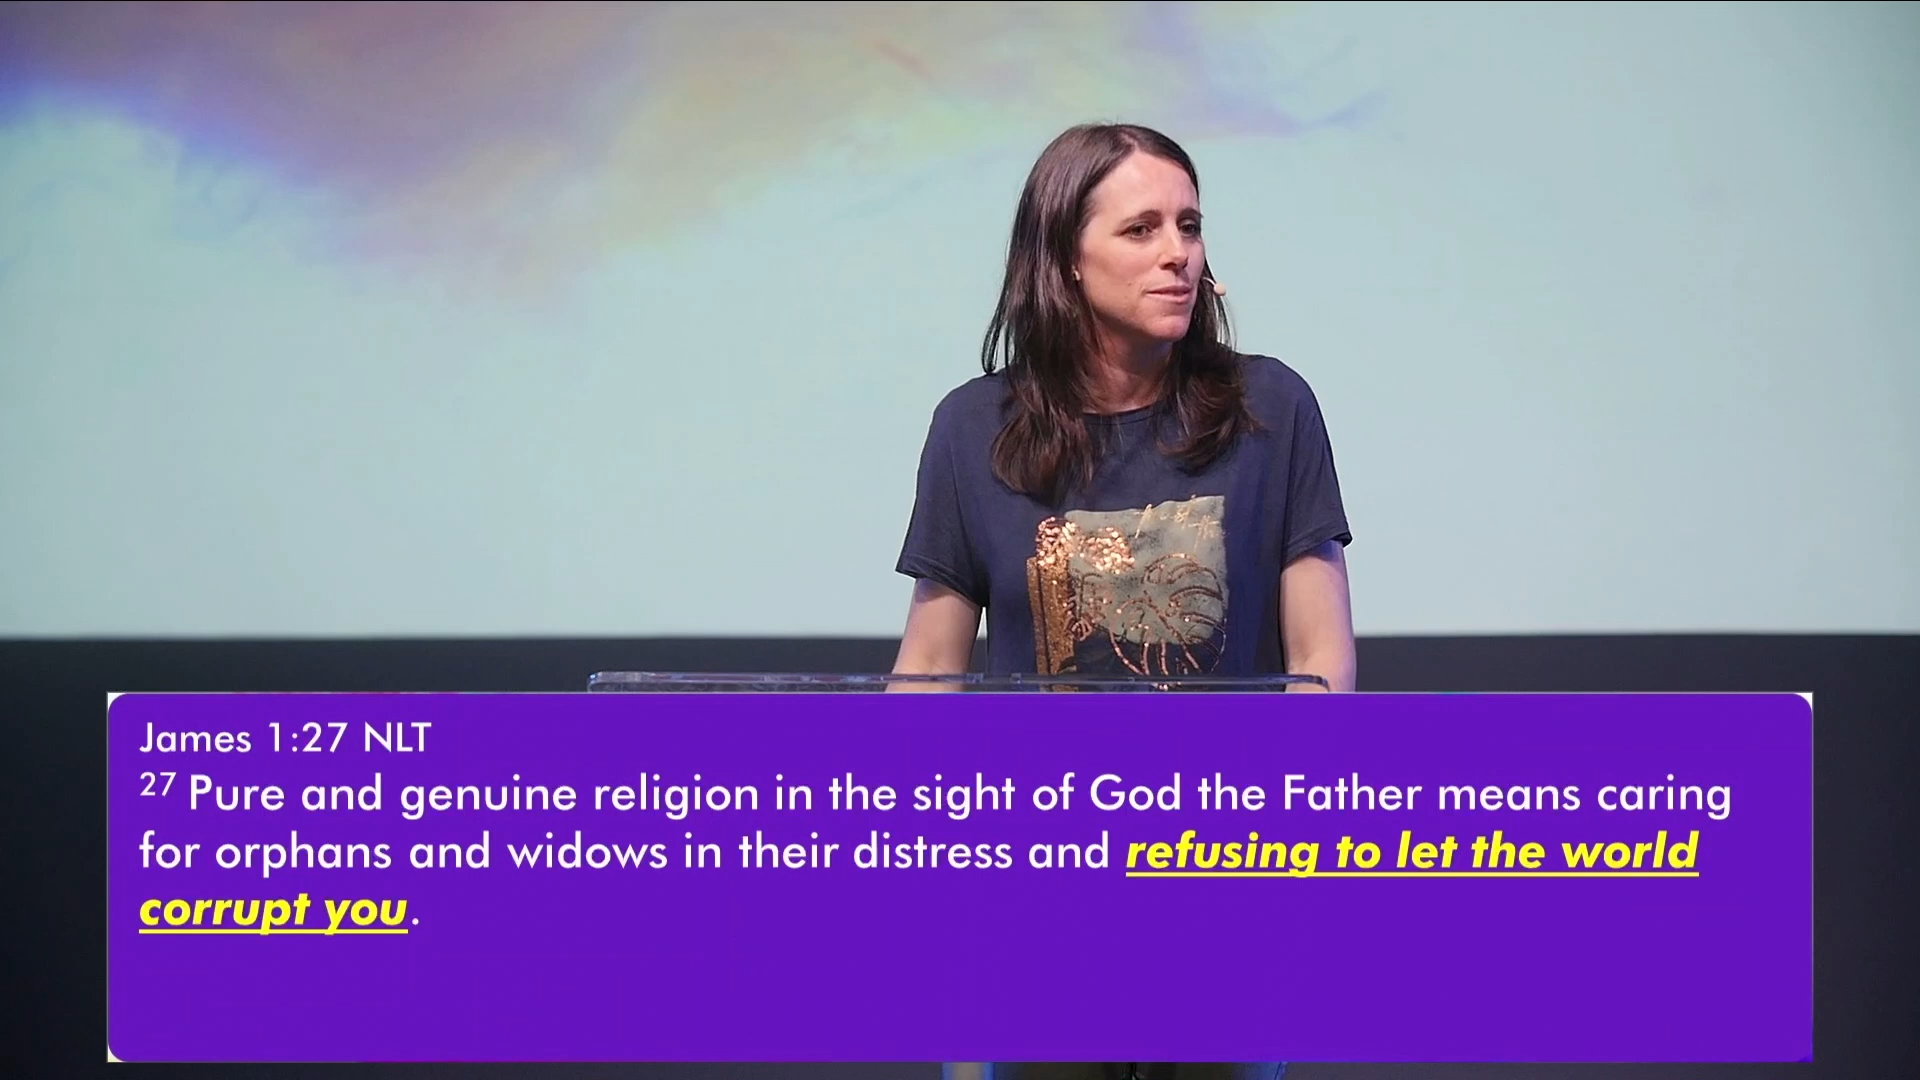 James 1:27 NLT
27 Pure and genuine religion in the sight of God the Father means caring
for orphans and widows in their distress and refusing to let the world
corrupt you.